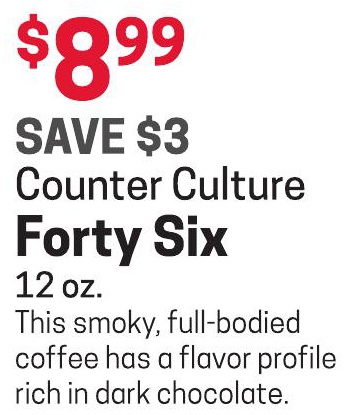 $8.99
SAVE $3
Counter Culture
Forty Six
12 oz.
This smoky, full-bodied
coffee has a flavor profile
rich in dark chocolate.